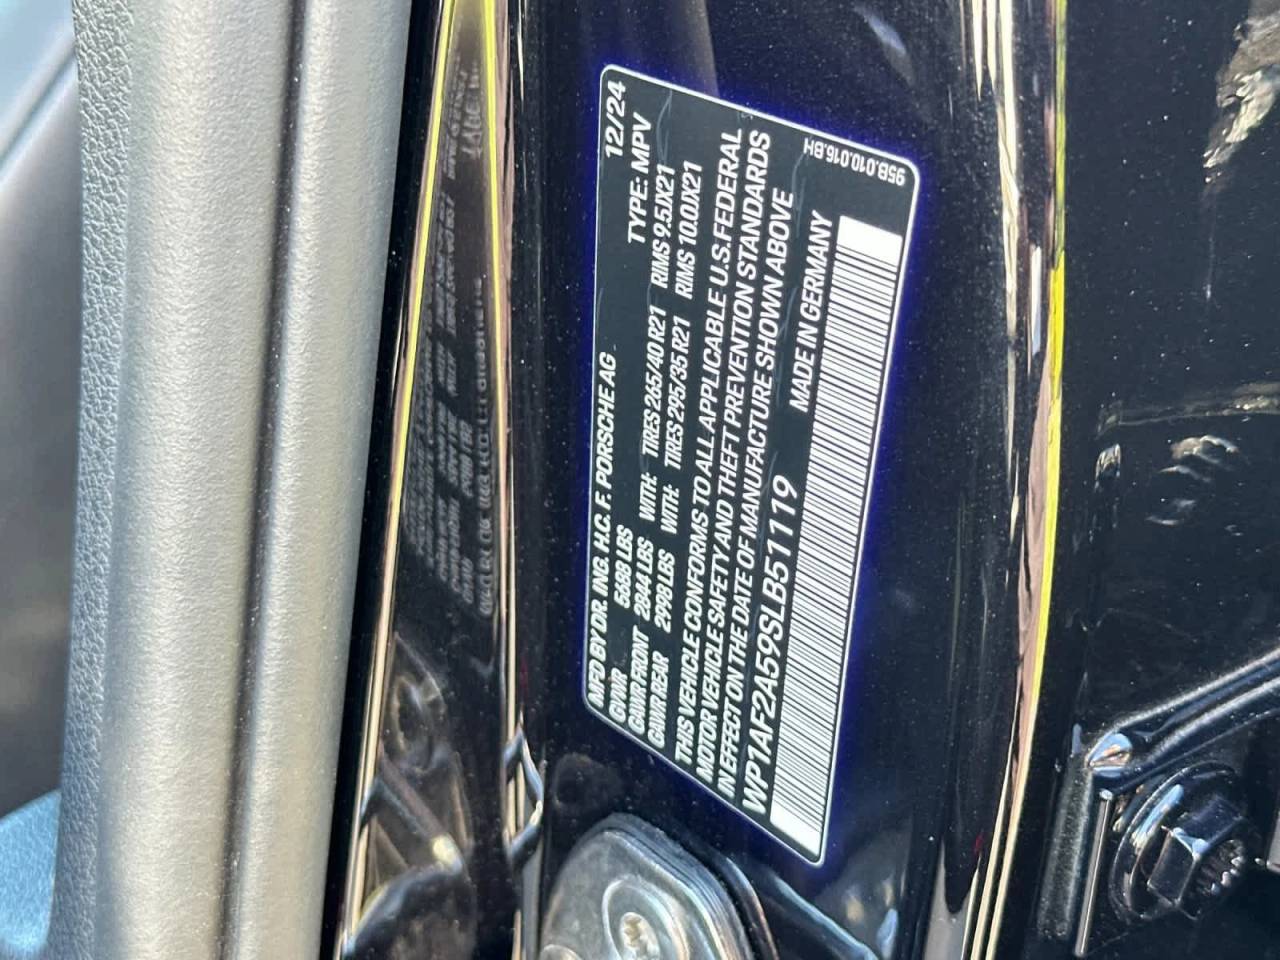 MFD BY DR. ING. H.C. F. PORSCHE AG 12/24
GVWR 5688 LBS TYPE: MPV
GAWR FRONT 2844 LBS WITH: TIRES 265/40 R21 RIMS 9.5JX21
GAWR REAR 2998 LBS WITH: TIRES 295/35 R21 RIMS 10.0JX21
THIS VEHICLE CONFORMS TO ALL APPLICABLE U.S. FEDERAL
MOTOR VEHICLE SAFETY AND THEFT PREVENTION STANDARDS
IN EFFECT ON THE DATE OF MANUFACTURE SHOWN ABOVE
WP1AF2A59SLB51119 MADE IN GERMANY
95B.010.016.BH